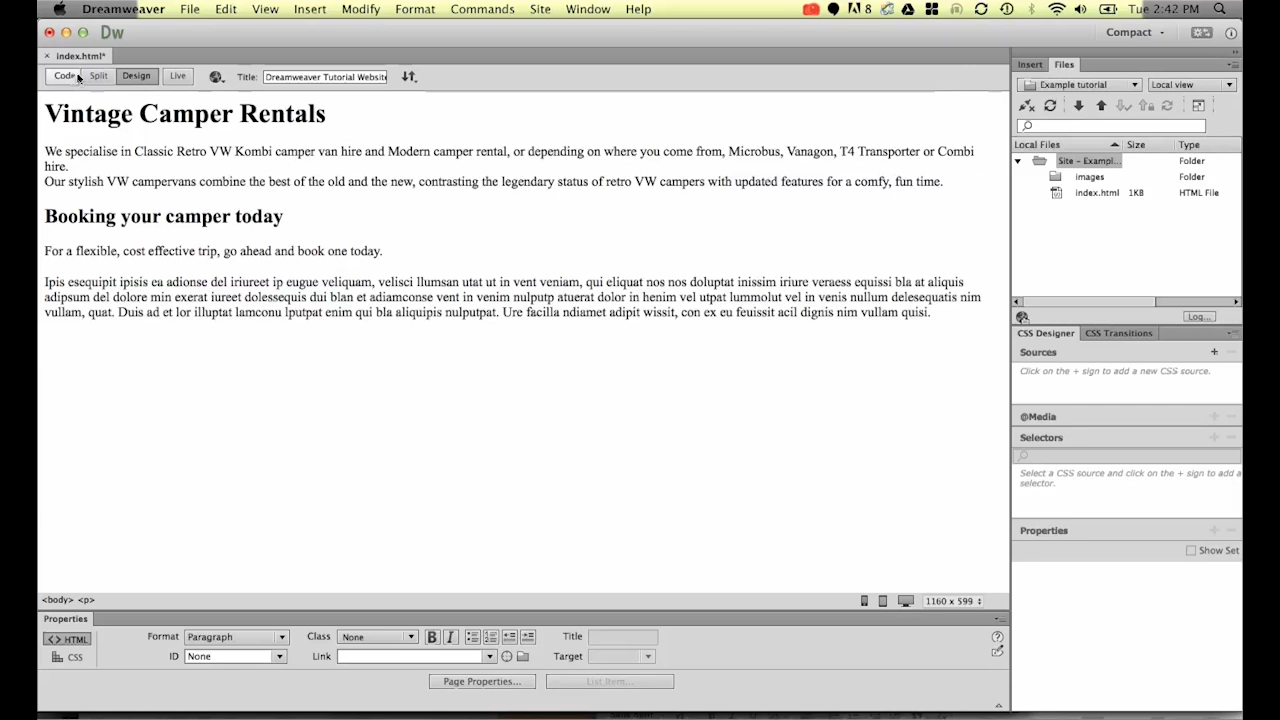 Dreamweaver File Edit View Insert Modify Format Commands Site Window Help 8 Tue 2:42 PM
Dw Compact
× index.html*
Code Split Design Live Title: Dreamweaver Tutorial Website
Vintage Camper Rentals
We specialise in Classic Retro VW Kombi camper van hire and Modern camper rental, or depending on where you come from, Microbus, Vanagon, T4 Transporter or Combi
hire.
Our stylish VW campervans combine the best of the old and the new, contrasting the legendary status of retro VW campers with updated features for a comfy, fun time.
Booking your camper today
For a flexible, cost effective trip, go ahead and book one today.
Ipis esequipit ipisis ea adionse del iriureet ip eugue veliquam, velisci llumsan utat ut in vent veniam, qui eliquat nos nos doluptat inissim iriure veraess equissi bla at aliquis
adipsum del dolore min exerat iureet dolessequis dui blan et adiamconse vent in venim nulputp atuerat dolor in henim vel utpat lummolut vel in venis nullum delesequatis nim
vullam, quat. Duis ad et lor illuptat lamconu lputpat enim qui bla aliquipis nulputpat. Ure facilla ndiamet adipit wissit, con ex eu feuissit acil dignis nim vullam quisi.
<body> <p>
1160 x 599
Properties
<> HTML Format Paragraph Class None B I Title
CSS ID None Link Target
Page Properties... List Item...
Insert Files
Example tutorial Local view
Local Files Size Type
Site - Exampl... Folder
images Folder
index.html 1KB HTML File
Log...
CSS Designer CSS Transitions
Sources
Click on the + sign to add a new CSS source.
@Media
Selectors
Select a CSS source and click on the + sign to add a
selector.
Properties
Show Set